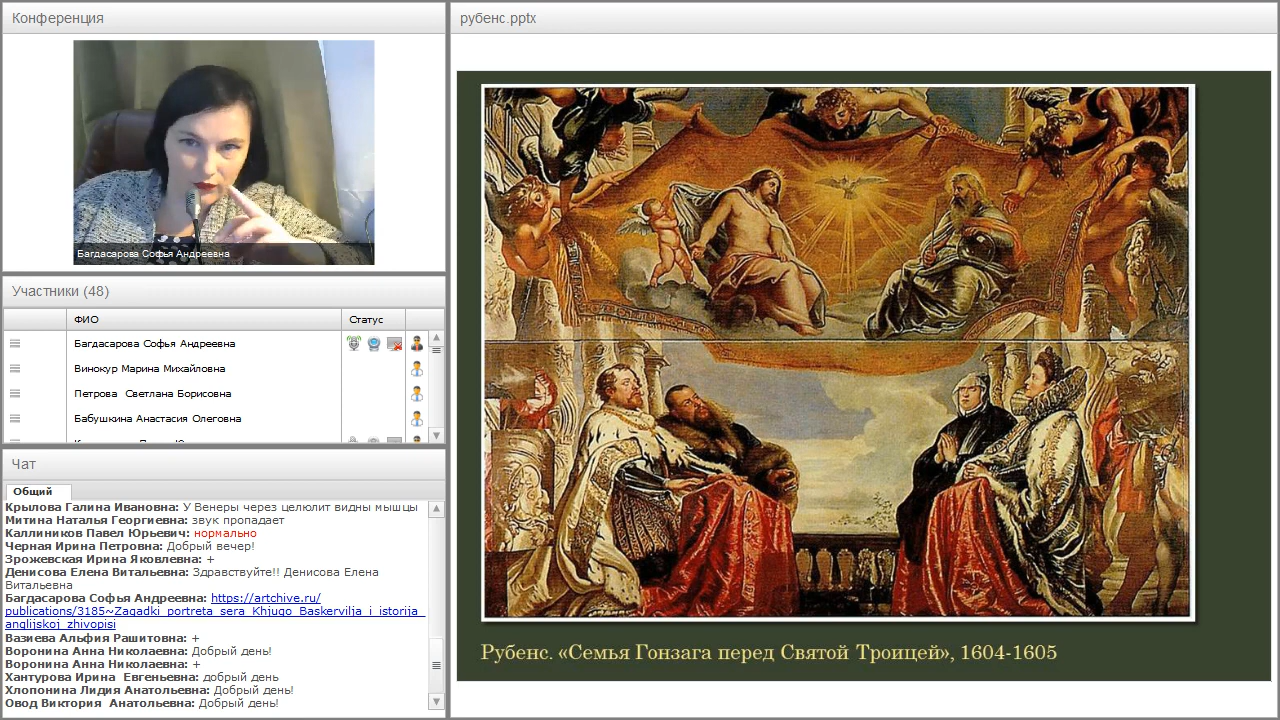 Конференция
Багдасарова Софья Андреевна
Участники (48)
ФИО
Статус
Багдасарова Софья Андреевна
Винокур Марина Михайловна
Петрова Светлана Борисовна
Бабушкина Анастасия Олеговна
Чат
Общий
Крылова Галина Ивановна: У Венеры через целюлит видны мышцы
Митина Наталья Георгиевна: звук пропадает
Каллиников Павел Юрьевич: нормально
Черная Ирина Петровна: Добрый вечер!
Зрожевская Ирина Яковлевна: +
Денисова Елена Витальевна: Здравствуйте!! Денисова Елена
Витальевна
Багдасарова Софья Андреевна: https://artchive.ru/
publications/3185~Zagadki_portreta_sera_Khjugo_Baskervilja_i_istorija_
anglijskoj_zhivopisi
Вазиева Альфия Рашитовна: +
Воронина Анна Николаевна: Добрый день!
Воронина Анна Николаевна: +
Хантурова Ирина Евгеньевна: добрый день
Хлопонина Лидия Анатольевна: Добрый день!
Овод Виктория Анатольевна: Добрый день!
рубенс.pptx
Рубенс. «Семья Гонзага перед Святой Троицей», 1604-1605